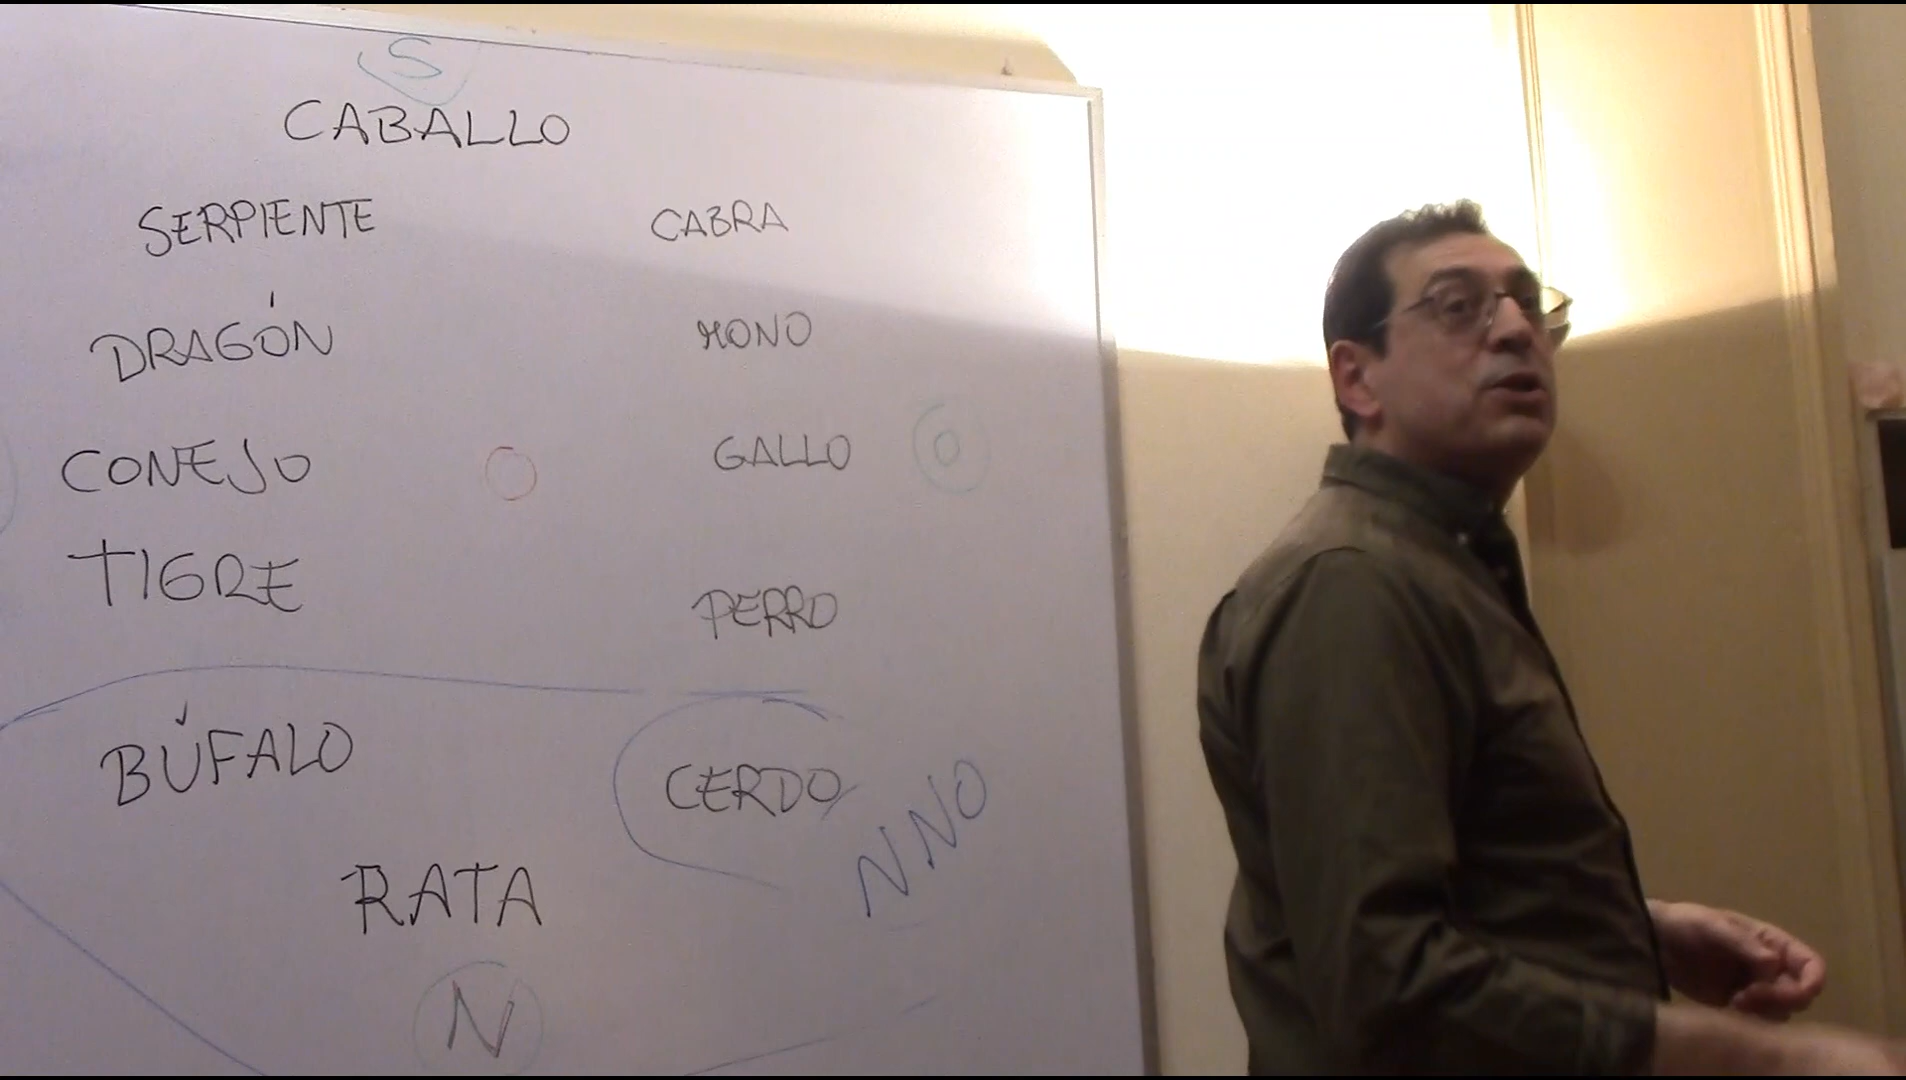 S
CABALLO
SERPIENTE CABRA
DRAGÓN MONO
CONEJO GALLO O
TIGRE PERRO
BÚFALO CERDO
NNO
RATA
N